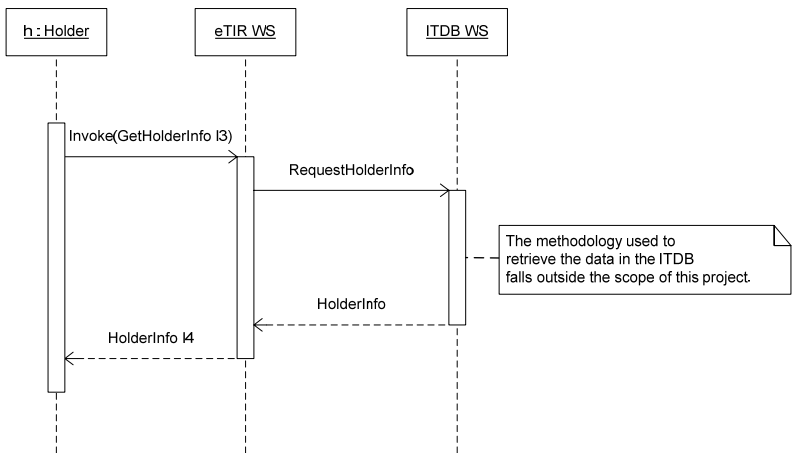 h : Holder
eTIR WS
ITDB WS
Invoke(GetHolderInfo I3)
RequestHolderInfo
The methodology used to
retrieve the data in the ITDB
falls outside the scope of this project.
HolderInfo
HolderInfo I4